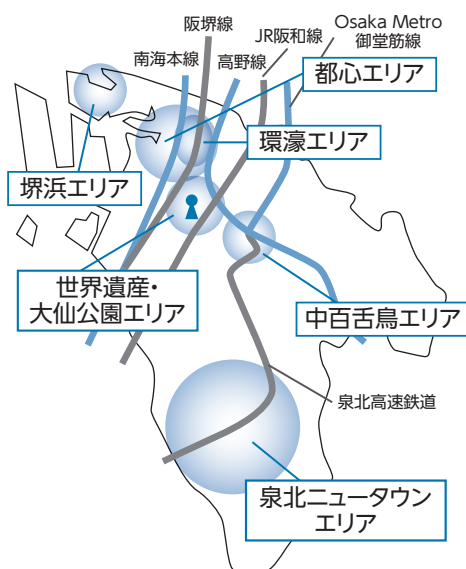 阪堺線
Osaka Metro
御堂筋線
JR阪和線
南海本線
高野線
都心エリア
環濠エリア
堺浜エリア
世界遺産・
大仙公園エリア
中百舌鳥エリア
泉北高速鉄道
泉北ニュータウン
エリア